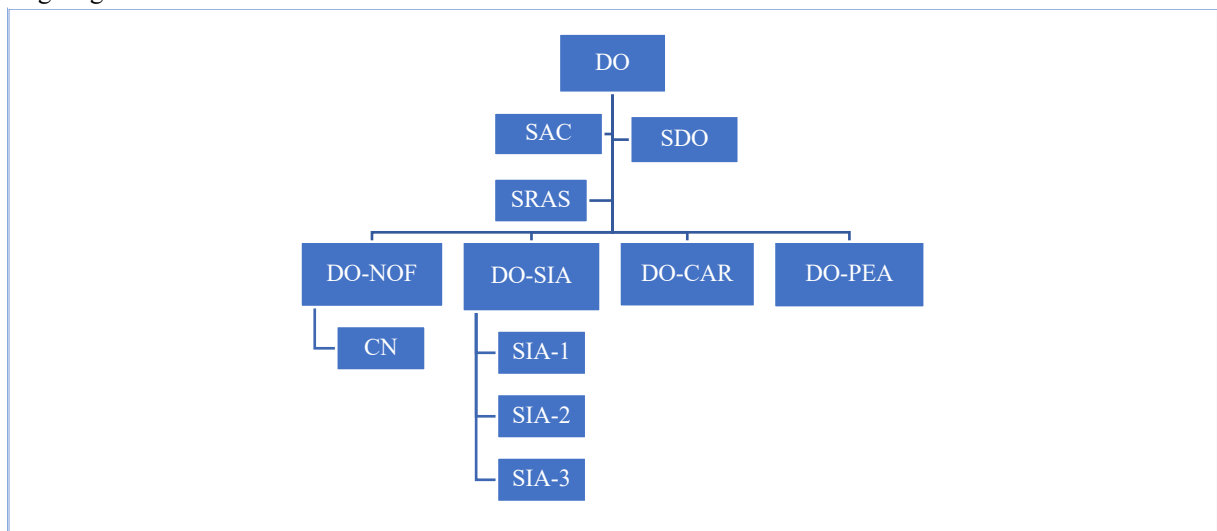 DO
SAC
SDO
SRAS
DO-NOF
DO-SIA
DO-CAR
DO-PEA
CN
SIA-1
SIA-2
SIA-3